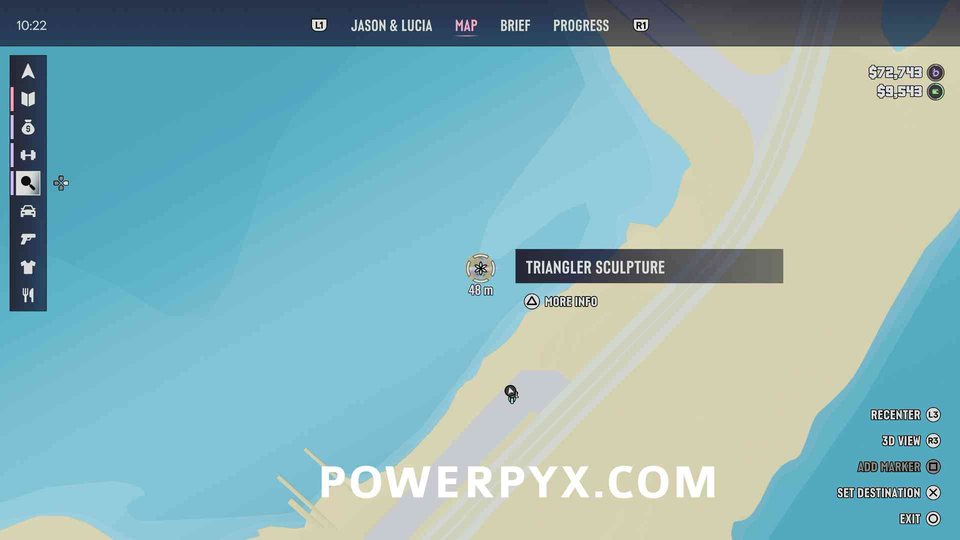 10:22
L1 JASON & LUCIA MAP BRIEF PROGRESS R1
$72,743
$9,543
TRIANGLER SCULPTURE
48 m
MORE INFO
RECENTER L3
3D VIEW R3
ADD MARKER
SET DESTINATION
EXIT
POWERPYX.COM